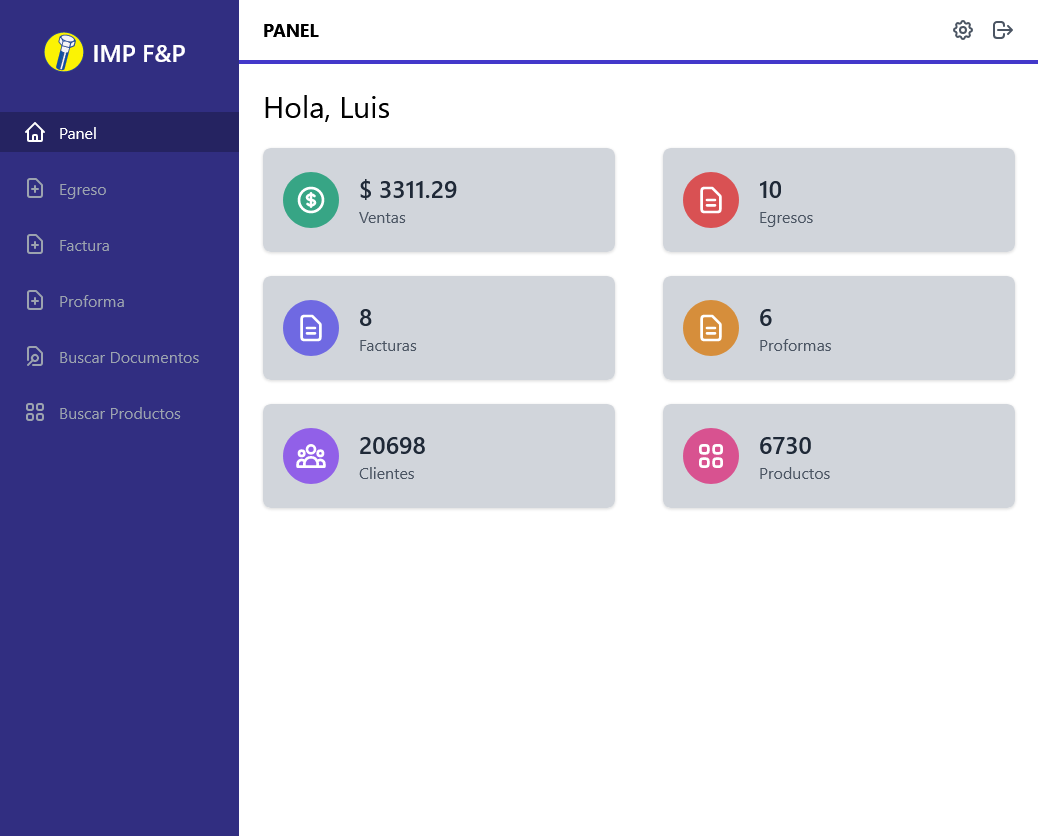 IMP F&P
Panel
Egreso
Factura
Proforma
Buscar Documentos
Buscar Productos
PANEL
Hola, Luis
$ 3311.29
Ventas
10
Egresos
8
Facturas
6
Proformas
20698
Clientes
6730
Productos